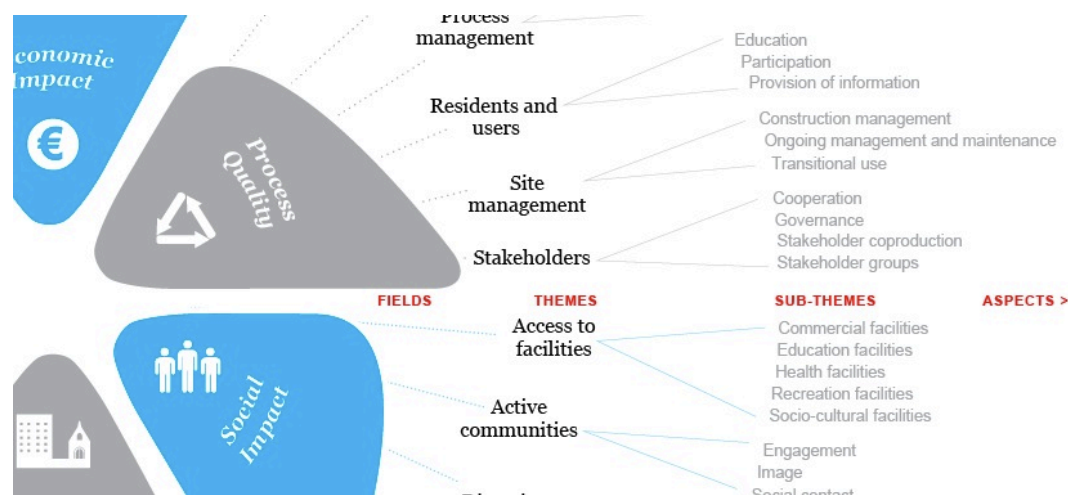 Process
management
conomic
Impact
Education
Participation
Provision of information
Residents and
users
Construction management
Ongoing management and maintenance
Transitional use
Process
Quality
Site
management
Cooperation
Governance
Stakeholder coproduction
Stakeholder groups
Stakeholders
FIELDS THEMES SUB-THEMES ASPECTS >
Access to
facilities
Commercial facilities
Education facilities
Health facilities
Recreation facilities
Socio-cultural facilities
Social
Impact
Active
communities
Engagement
Image
Social contact